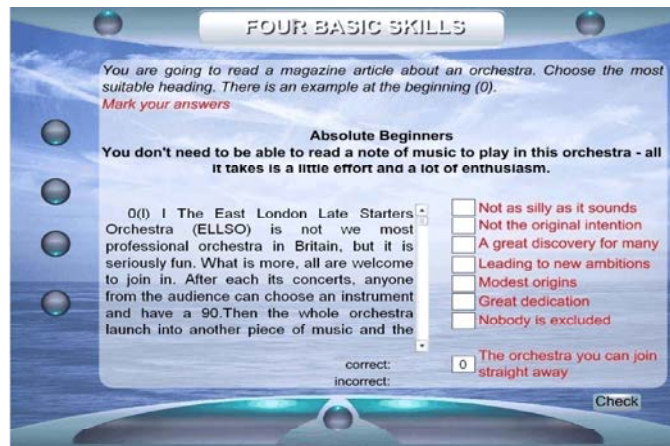 FOUR BASIC SKILLS
You are going to read a magazine article about an orchestra. Choose the most
suitable heading. There is an example at the beginning (0).
Mark your answers
Absolute Beginners
You don't need to be able to read a note of music to play in this orchestra - all
it takes is a little effort and a lot of enthusiasm.
0(I) I The East London Late Starters
Orchestra (ELLSO) is not we most
professional orchestra in Britain, but it is
seriously fun. What is more, all are welcome
to join in. After each its concerts, anyone
from the audience can choose an instrument
and have a 90.Then the whole orchestra
launch into another piece of music and the
Not as silly as it sounds
Not the original intention
A great discovery for many
Leading to new ambitions
Modest origins
Great dedication
Nobody is excluded
0 The orchestra you can join
straight away
correct:
incorrect:
Check